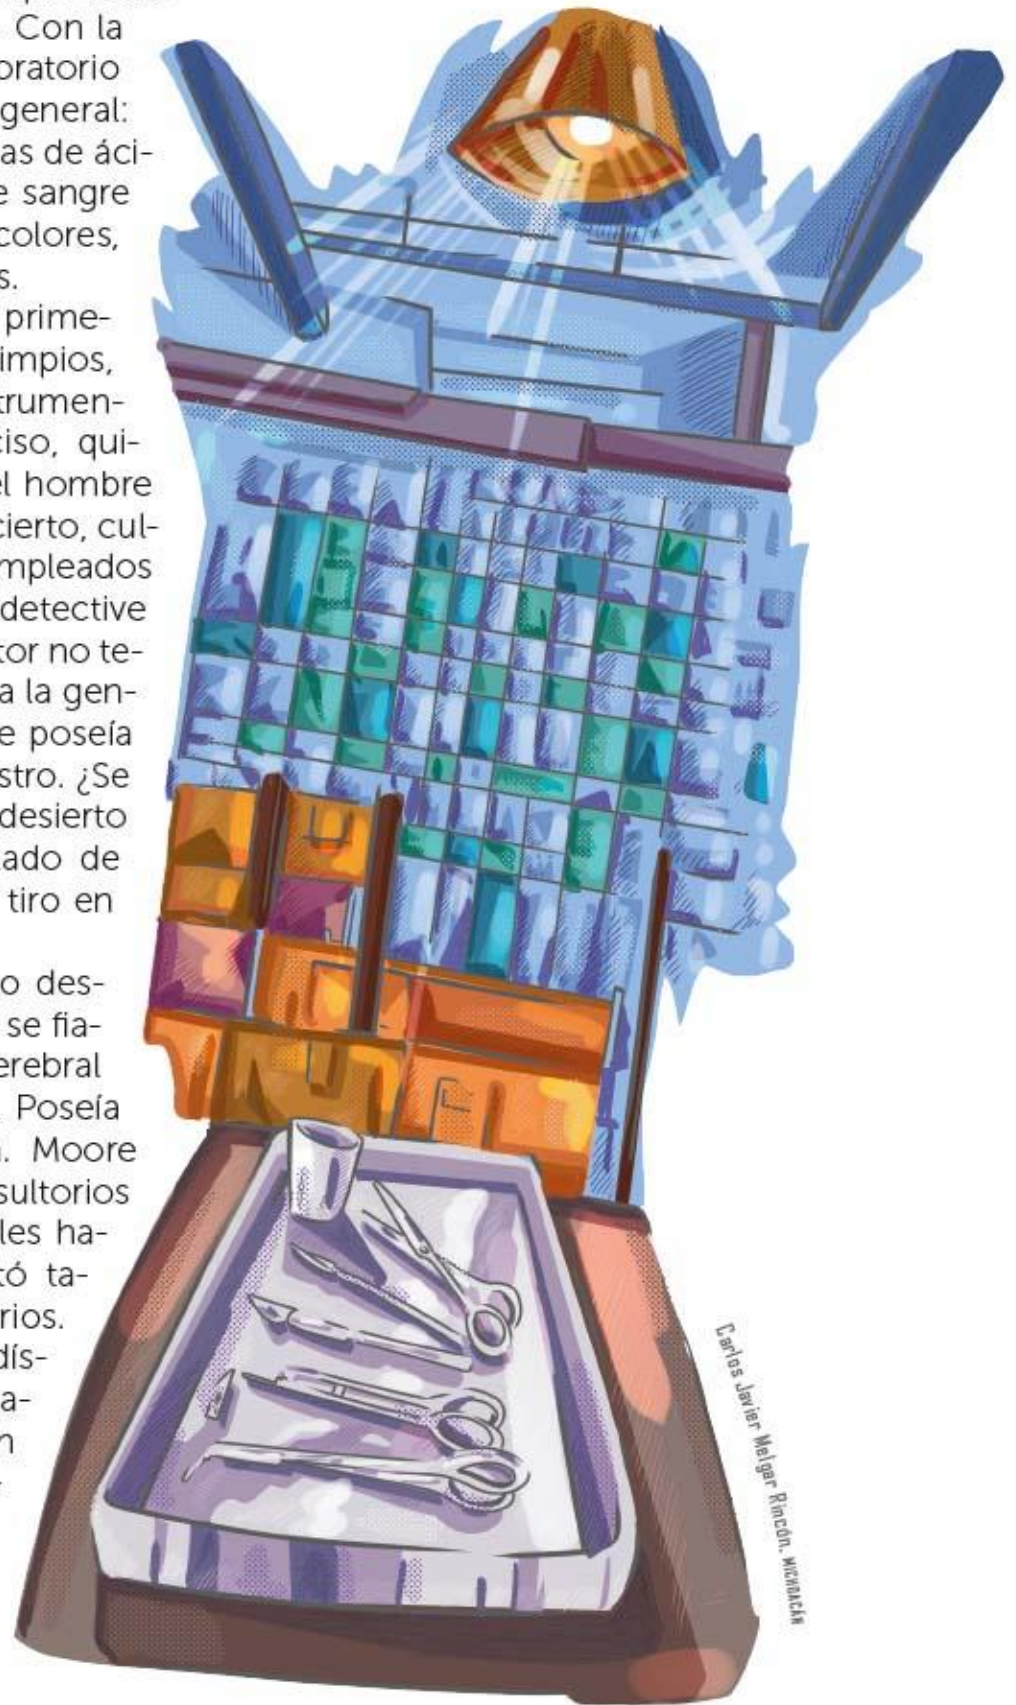 Con la
oratorio
general:
as de áci-
e sangre
colores,
s.
prime-
impios,
trumen-
ciso, qui-
el hombre
cierto, cul-
mpleados
detective
tor no te-
a la gen-
e poseía
stro. ¿Se
desierto
ado de
tiro en
o des-
se fia-
erebral
Poseía
a. Moore
sultorios
les ha-
tó ta-
rios.
dís-
a-
n
Carlos Javier Melgar Rincón, MICHOACÁN